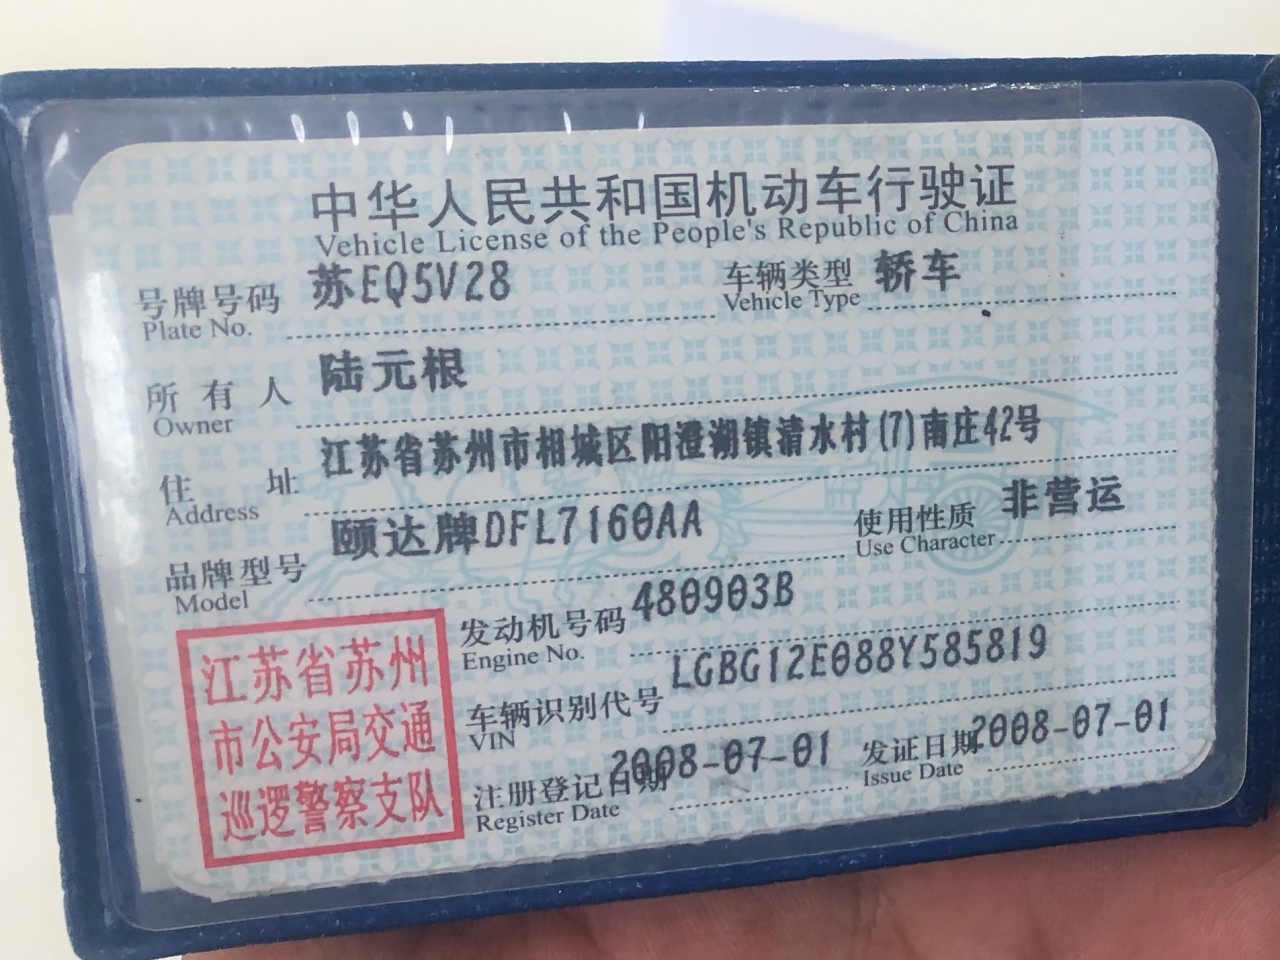 中华人民共和国机动车行驶证
Vehicle License of the People's Republic of China
号牌号码 苏EQ5V28 车辆类型 轿车
Plate No. Vehicle Type
所有人 陆元根
Owner
住址 江苏省苏州市相城区阳澄湖镇清水村(7)南庄42号
Address
品牌型号 颐达牌DFL7160AA 使用性质 非营运
Model Use Character
发动机号码 480903B
Engine No.
车辆识别代号 LGBG12E088Y585819
VIN
注册登记日期 2008-07-01 发证日期 2008-07-01
Register Date Issue Date
江苏省苏州
市公安局交通
巡逻警察支队